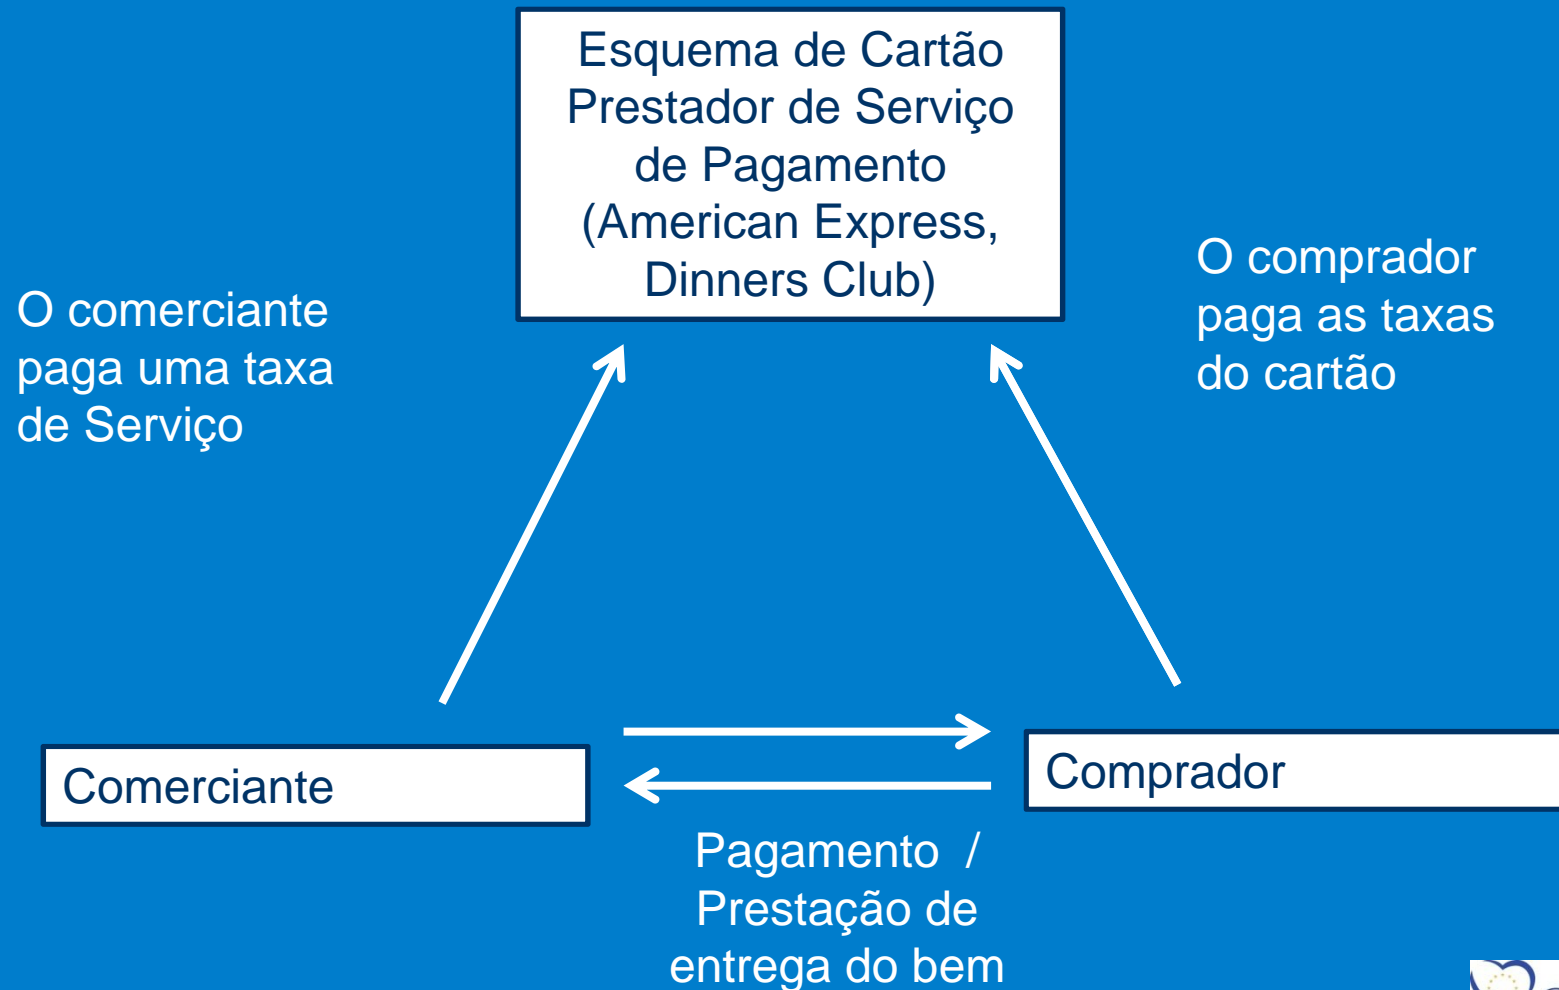 Esquema de Cartão
Prestador de Serviço
de Pagamento
(American Express,
Dinners Club)
O comerciante
paga uma taxa
de Serviço
O comprador
paga as taxas
do cartão
Comerciante
Comprador
Pagamento /
Prestação de
entrega do bem